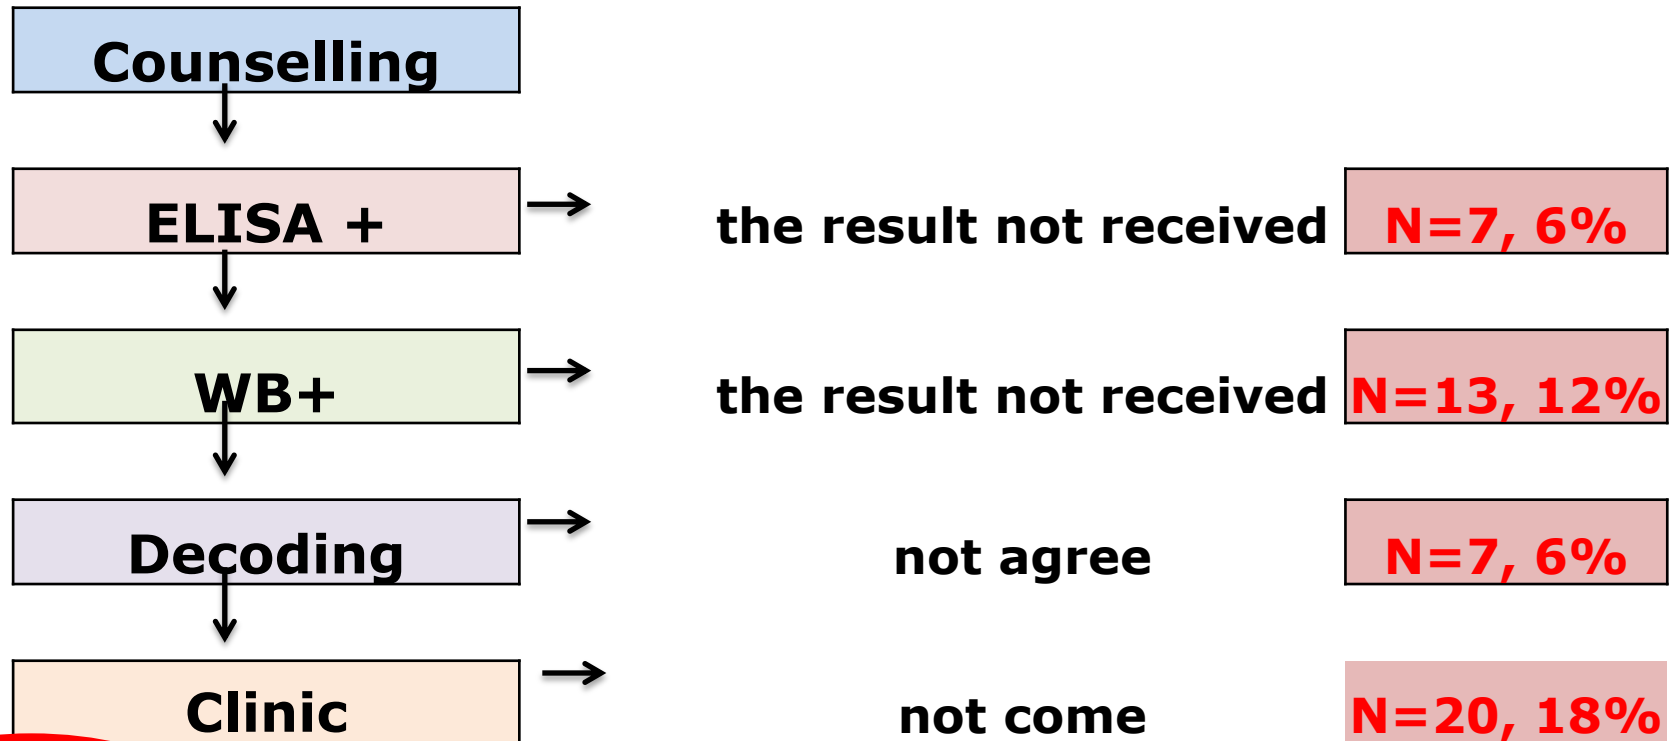 Counselling
ELISA + the result not received N=7, 6%
WB+ the result not received N=13, 12%
Decoding not agree N=7, 6%
Clinic not come N=20, 18%